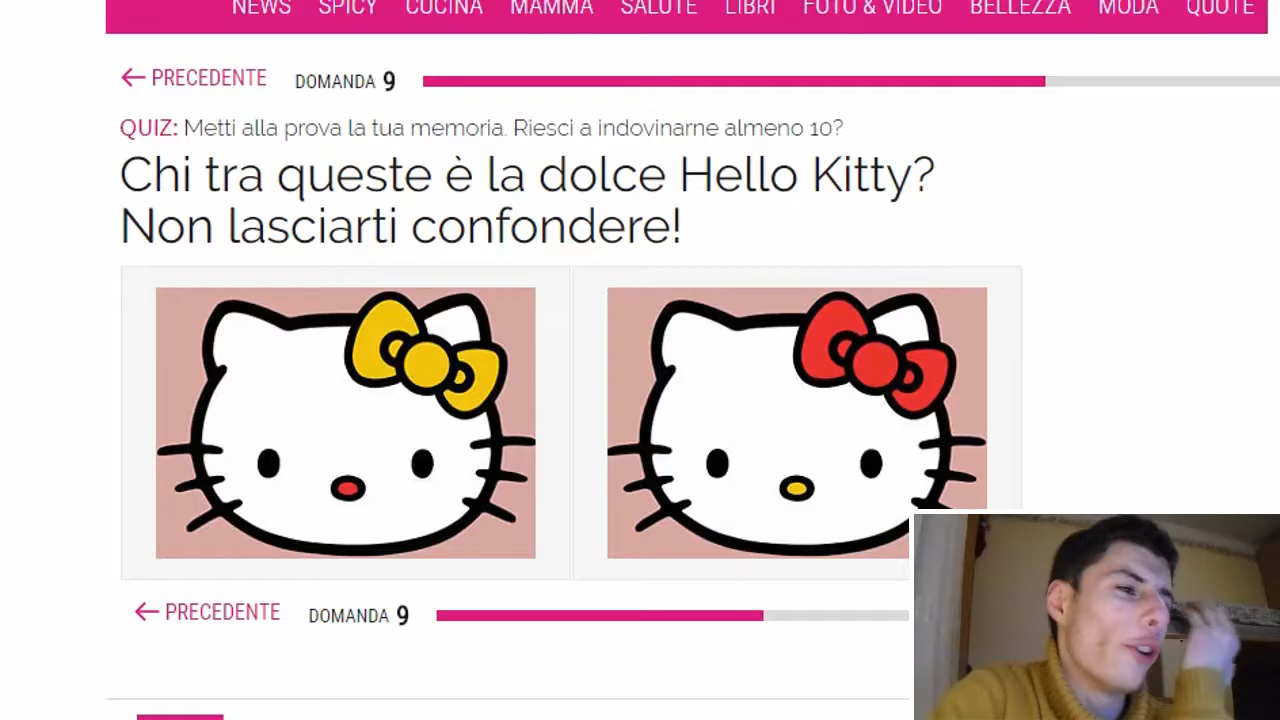 NEWS SPICY CUCINA MAMMA SALUTE LIBRI FOTO & VIDEO BELLEZZA MODA QUOTE
← PRECEDENTE DOMANDA 9
QUIZ: Metti alla prova la tua memoria. Riesci a indovinarne almeno 10?
Chi tra queste è la dolce Hello Kitty?
Non lasciarti confondere!
← PRECEDENTE DOMANDA 9